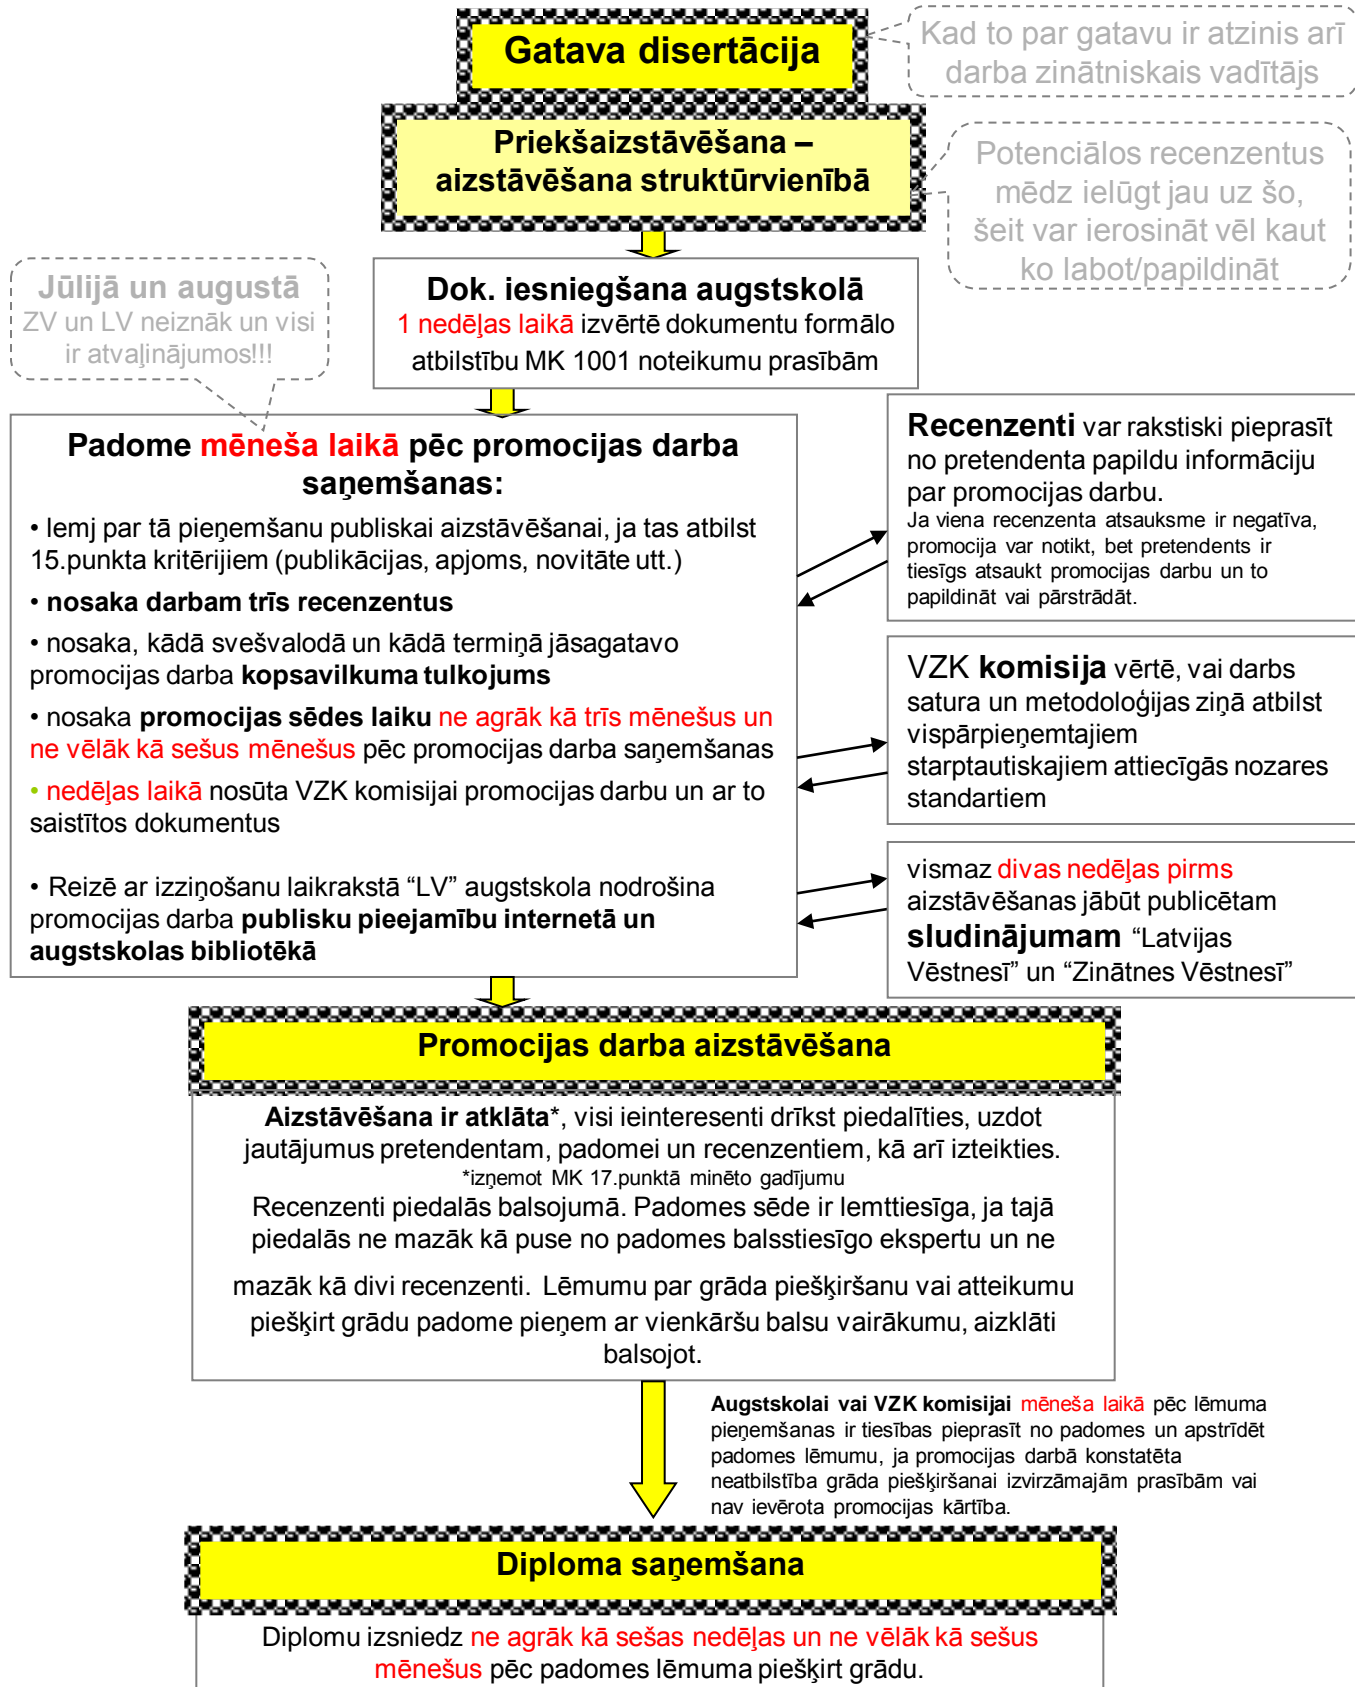 Gatava disertācija
Kad to par gatavu ir atzinis arī
darba zinātniskais vadītājs
Priekšaizstāvēšana –
aizstāvēšana struktūrvienībā
Potenciālos recenzentus
mēdz ielūgt jau uz šo,
šeit var ierosināt vēl kaut
ko labot/papildināt
Jūlijā un augustā
ZV un LV neiznāk un visi
ir atvaļinājumos!!!
Dok. iesniegšana augstskolā
1 nedēļas laikā izvērtē dokumentu formālo
atbilstību MK 1001 noteikumu prasībām
Padome mēneša laikā pēc promocijas darba
saņemšanas:
• lemj par tā pieņemšanu publiskai aizstāvēšanai, ja tas atbilst
15.punkta kritērijiem (publikācijas, apjoms, novitāte utt.)
• nosaka darbam trīs recenzentus
• nosaka, kādā svešvalodā un kādā termiņā jāsagatavo
promocijas darba kopsavilkuma tulkojums
• nosaka promocijas sēdes laiku ne agrāk kā trīs mēnešus un
ne vēlāk kā sešus mēnešus pēc promocijas darba saņemšanas
• nedēļas laikā nosūta VZK komisijai promocijas darbu un ar to
saistītos dokumentus
• Reizē ar izziņošanu laikrakstā “LV” augstskola nodrošina
promocijas darba publisku pieejamību internetā un
augstskolas bibliotēkā
Recenzenti var rakstiski pieprasīt
no pretendenta papildu informāciju
par promocijas darbu.
Ja viena recenzenta atsauksme ir negatīva,
promocija var notikt, bet pretendents ir
tiesīgs atsaukt promocijas darbu un to
papildināt vai pārstrādāt.
VZK komisija vērtē, vai darbs
satura un metodoloģijas ziņā atbilst
vispārpieņemtajiem
starptautiskajiem attiecīgās nozares
standartiem
vismaz divas nedēļas pirms
aizstāvēšanas jābūt publicētam
sludinājumam “Latvijas
Vēstnesī” un “Zinātnes Vēstnesī”
Promocijas darba aizstāvēšana
Aizstāvēšana ir atklāta*, visi ieinteresenti drīkst piedalīties, uzdot
jautājumus pretendentam, padomei un recenzentiem, kā arī izteikties.
*izņemot MK 17.punktā minēto gadījumu
Recenzenti piedalās balsojumā. Padomes sēde ir lemttiesīga, ja tajā
piedalās ne mazāk kā puse no padomes balsstiesīgo ekspertu un ne
mazāk kā divi recenzenti. Lēmumu par grāda piešķiršanu vai atteikumu
piešķirt grādu padome pieņem ar vienkāršu balsu vairākumu, aizklāti
balsojot.
Augstskolai vai VZK komisijai mēneša laikā pēc lēmuma
pieņemšanas ir tiesības pieprasīt no padomes un apstrīdēt
padomes lēmumu, ja promocijas darbā konstatēta
neatbilstība grāda piešķiršanai izvirzāmajām prasībām vai
nav ievērota promocijas kārtība.
Diploma saņemšana
Diplomu izsniedz ne agrāk kā sešas nedēļas un ne vēlāk kā sešus
mēnešus pēc padomes lēmuma piešķirt grādu.